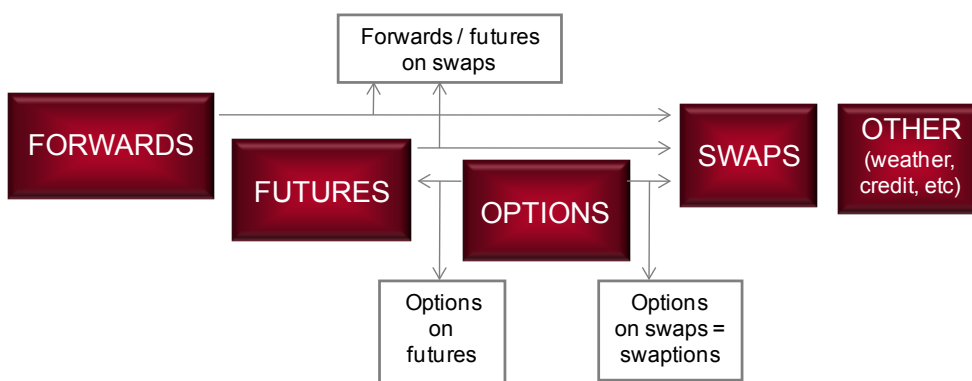 Forwards / futures
on swaps
FORWARDS
FUTURES
OPTIONS
SWAPS
OTHER
(weather,
credit, etc)
Options
on
futures
Options
on swaps =
swaptions